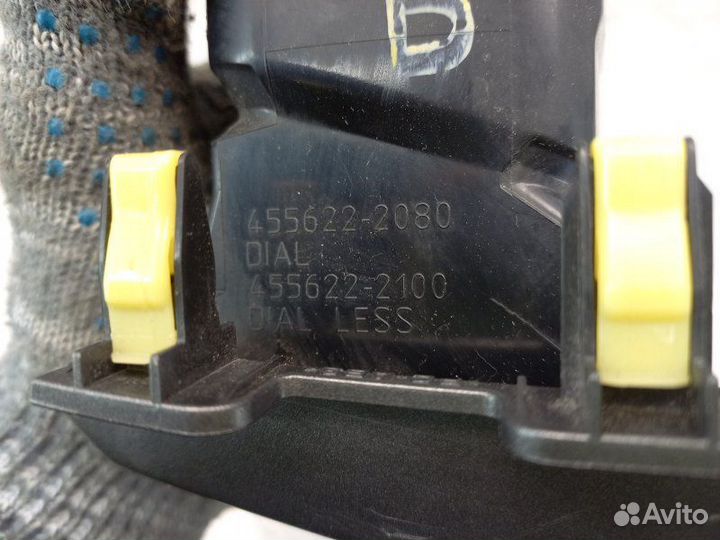 D
455622-2080
DIAL
455622-2100
DIAL LESS
Avito